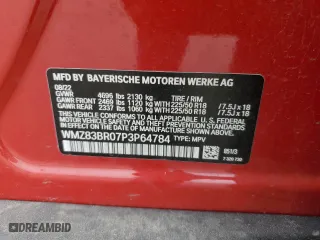 MFD BY BAYERISCHE MOTOREN WERKE AG
08/22
GVWR 4696 lbs 2130 kg TIRE / RIM
GAWR FRONT 2469 lbs 1120 kg WITH 225/50 R18 /7.5J x 18
GAWR REAR 2337 lbs 1060 kg WITH 225/50 R18 /7.5J x 18
THIS VEHICLE CONFORMS TO ALL APPLICABLE
FEDERAL MOTOR VEHICLE SAFETY, BUMPER, AND
THEFT PREVENTION STANDARDS IN EFFECT ON THE
DATE OF MANUFACTURE SHOWN ABOVE.
WMZ83BR07P3P64784 TYPE: MPV
AUTO.DOSSIER